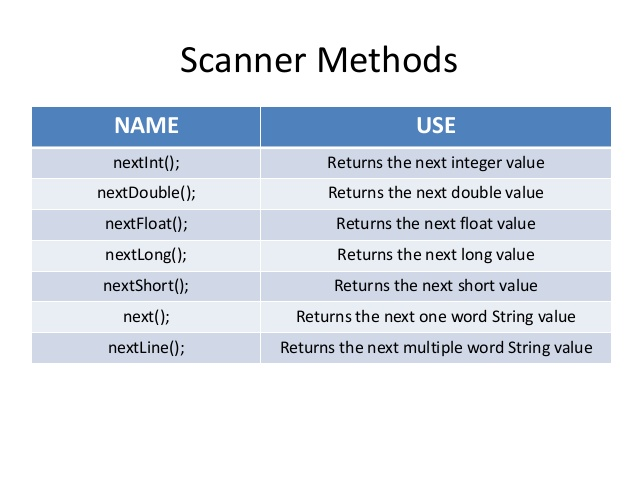 Scanner Methods
NAME USE
nextInt(); Returns the next integer value
nextDouble(); Returns the next double value
nextFloat(); Returns the next float value
nextLong(); Returns the next long value
nextShort(); Returns the next short value
next(); Returns the next one word String value
nextLine(); Returns the next multiple word String value